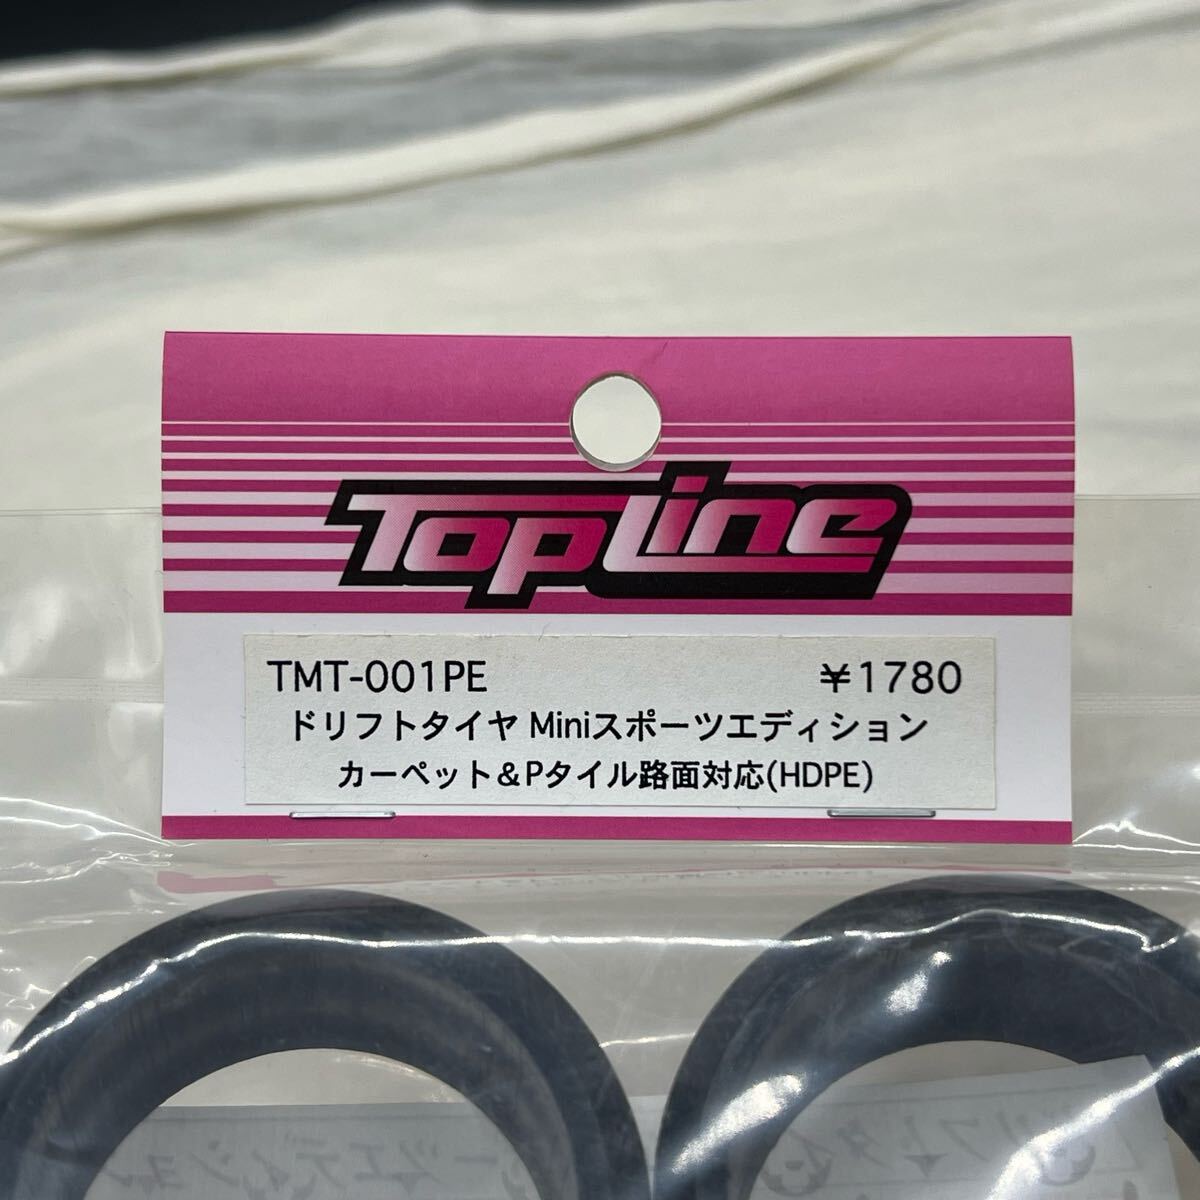 TopLine
TMT-001PE ¥1780
ドリフトタイヤ Miniスポーツエディション
カーペット＆Pタイル路面対応(HDPE)